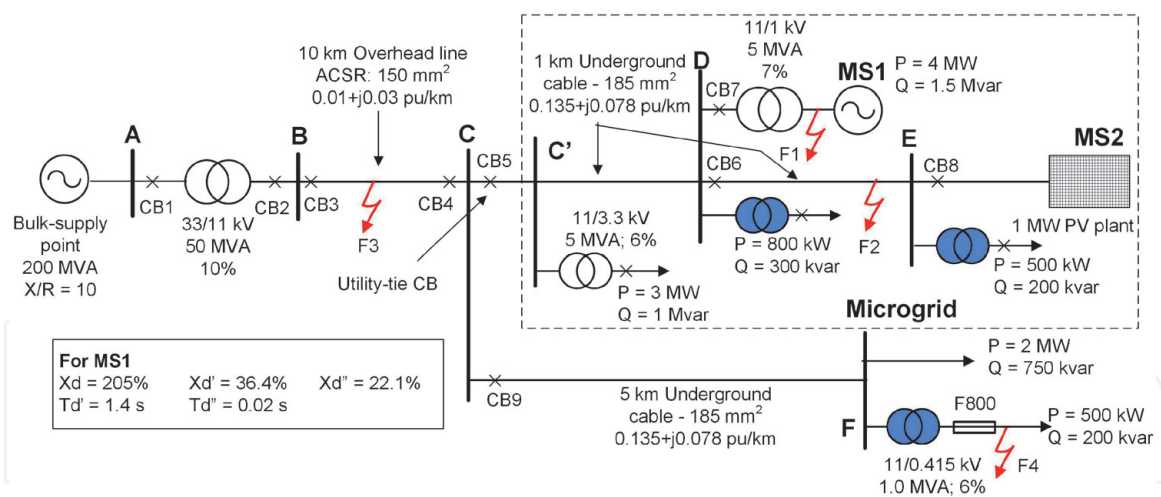 10 km Overhead line
ACSR: 150 mm²
0.01+j0.03 pu/km
1 km Underground
cable - 185 mm²
0.135+j0.078 pu/km
11/1 kV
5 MVA
7%
D
CB7
MS1
P = 4 MW
Q = 1.5 Mvar
F1
A
B
C
C'
CB5
CB6
E
CB8
MS2
CB1
CB2
CB3
CB4
Bulk-supply
point
200 MVA
X/R = 10
33/11 kV
50 MVA
10%
F3
Utility-tie CB
11/3.3 kV
5 MVA; 6%
P = 3 MW
Q = 1 Mvar
P = 800 kW
Q = 300 kvar
F2
1 MW PV plant
P = 500 kW
Q = 200 kvar
Microgrid
For MS1
Xd = 205%
Xd' = 36.4%
Xd" = 22.1%
Td' = 1.4 s
Td" = 0.02 s
CB9
5 km Underground
cable - 185 mm²
0.135+j0.078 pu/km
P = 2 MW
Q = 750 kvar
F
F800
P = 500 kW
Q = 200 kvar
F4
11/0.415 kV
1.0 MVA; 6%